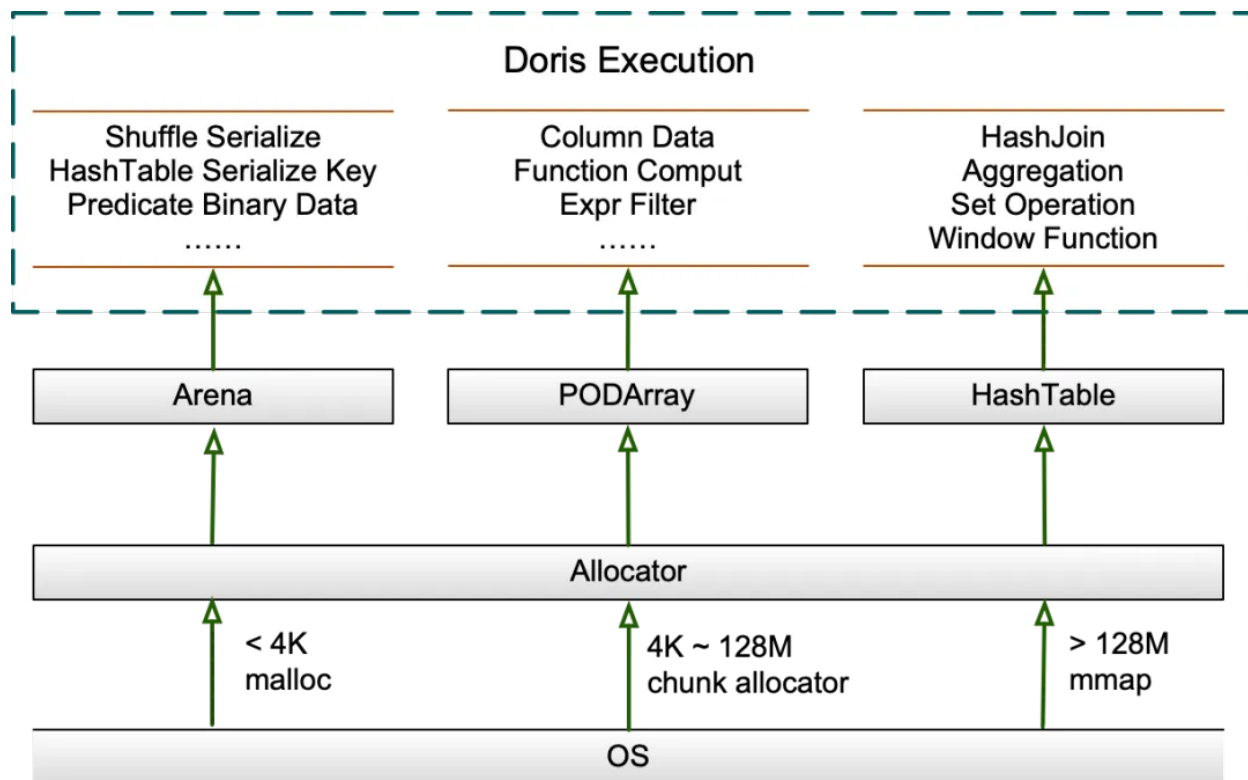 Doris Execution
Shuffle Serialize
HashTable Serialize Key
Predicate Binary Data
......
Column Data
Function Comput
Expr Filter
......
HashJoin
Aggregation
Set Operation
Window Function
Arena
PODArray
HashTable
Allocator
< 4K
malloc
4K ~ 128M
chunk allocator
> 128M
mmap
OS